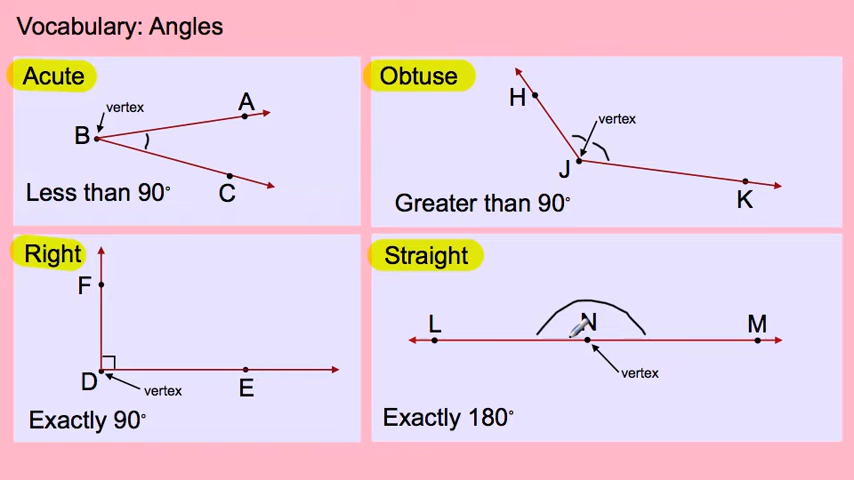 Vocabulary: Angles
Acute
vertex
A
B
C
Less than 90°
Obtuse
H
vertex
J
K
Greater than 90°
Right
F
D
vertex
E
Exactly 90°
Straight
L
N
M
vertex
Exactly 180°